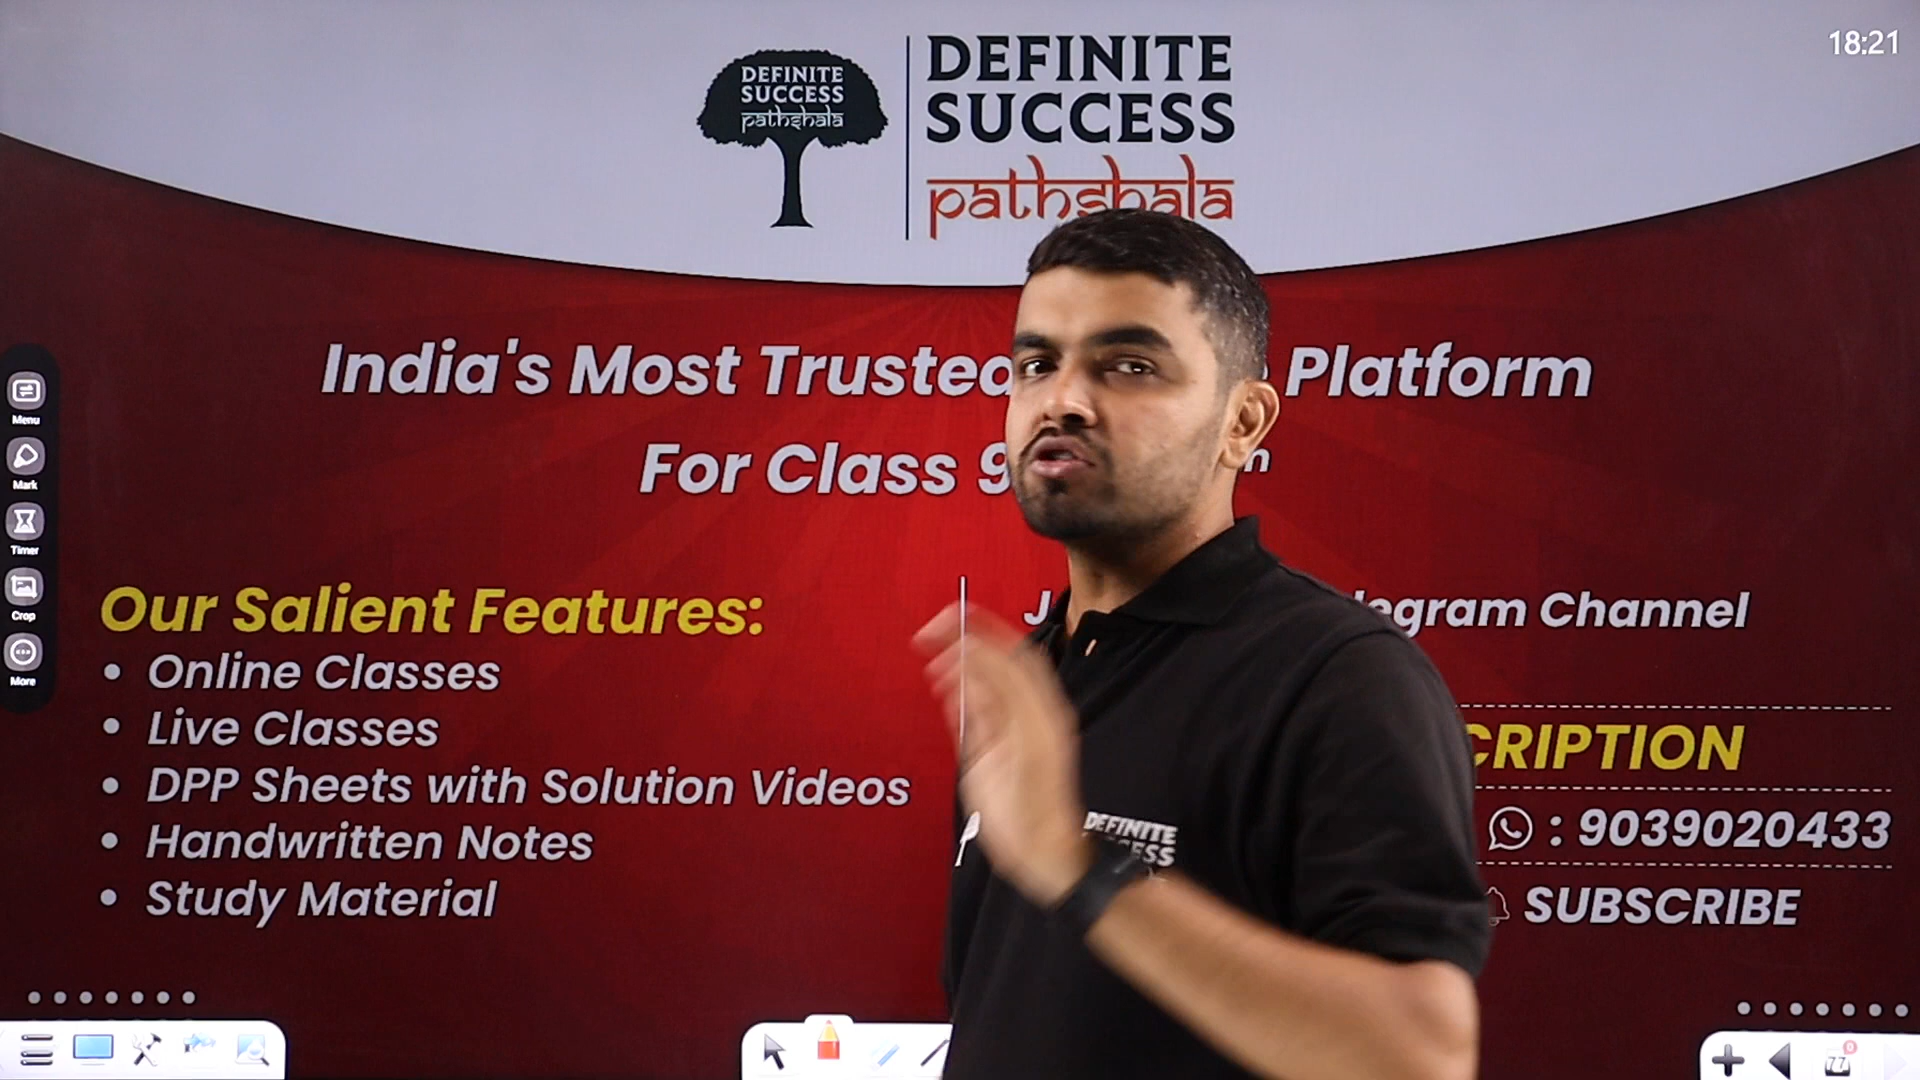 18:21
DEFINITE
SUCCESS
pathshala
DEFINITE
SUCCESS
pathshala
India's Most Trusted Platform
For Class 9
Menu
Mark
Timer
Crop
More
Our Salient Features:
• Online Classes
• Live Classes
• DPP Sheets with Solution Videos
• Handwritten Notes
• Study Material
Channel
: 9039020433
SUBSCRIBE
DEFINITE
77